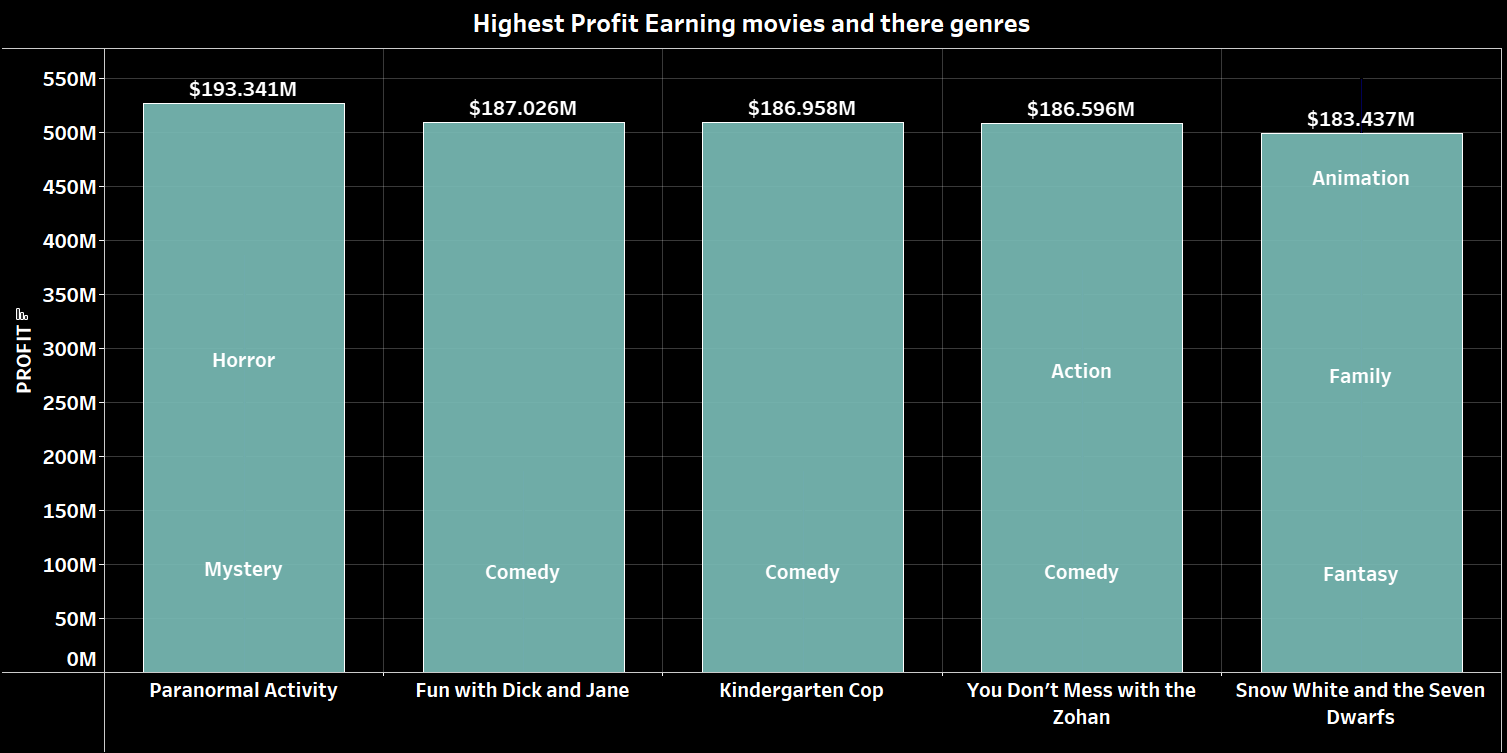 Highest Profit Earning movies and there genres
550M
500M
450M
400M
350M
300M
250M
200M
150M
100M
50M
0M
PROFIT
$193.341M
$187.026M
$186.958M
$186.596M
$183.437M
Horror
Mystery
Comedy
Comedy
Action
Comedy
Animation
Family
Fantasy
Paranormal Activity
Fun with Dick and Jane
Kindergarten Cop
You Don’t Mess with the
Zohan
Snow White and the Seven
Dwarfs